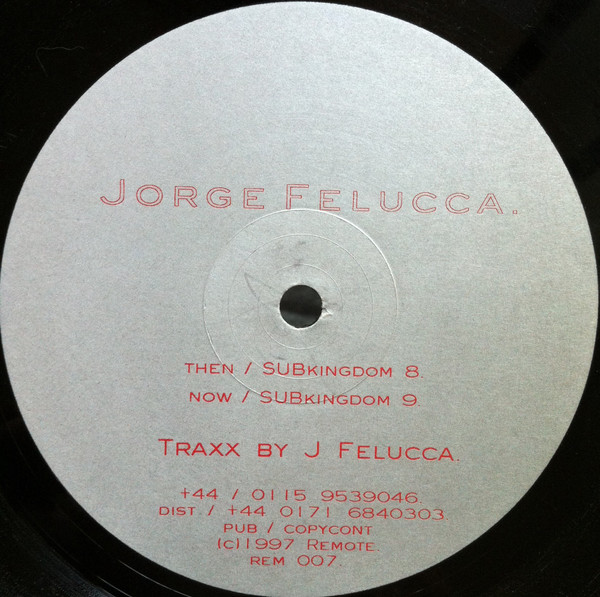 JORGE FELUCCA.
THEN / SUBKINGDOM 8.
NOW / SUBKINGDOM 9.
TRAXX BY J FELUCCA.
+44 / 0115 9539046.
DIST / +44 0171 6840303.
PUB / COPYCONT
(C)1997 REMOTE.
REM 007